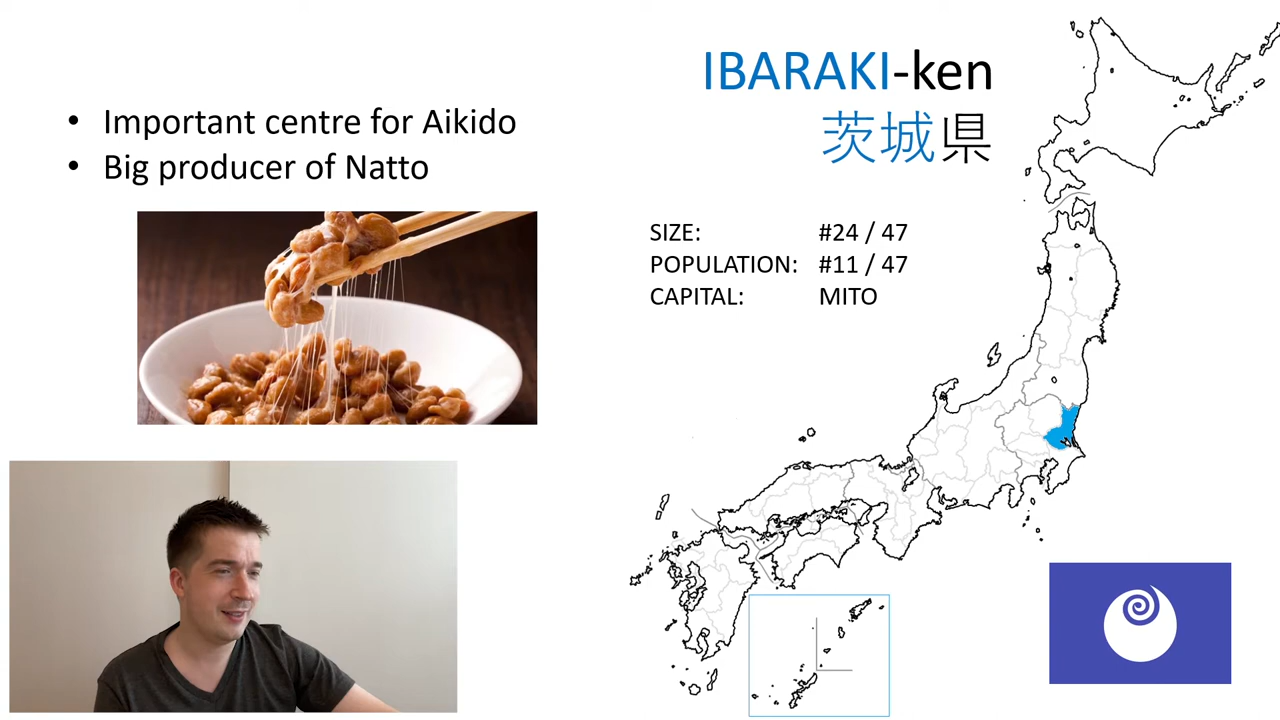 IBARAKI-ken
茨城県
• Important centre for Aikido
• Big producer of Natto
SIZE: #24 / 47
POPULATION: #11 / 47
CAPITAL: MITO